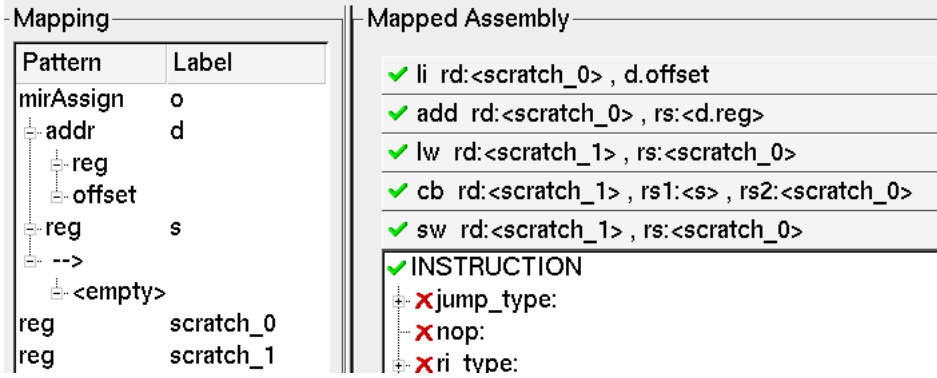 Mapping
Pattern Label
mirAssign o
addr d
reg
offset
reg s
-->
<empty>
reg scratch_0
reg scratch_1
Mapped Assembly
li rd:<scratch_0> , d.offset
add rd:<scratch_0> , rs:<d.reg>
lw rd:<scratch_1> , rs:<scratch_0>
cb rd:<scratch_1> , rs1:<s> , rs2:<scratch_0>
sw rd:<scratch_1> , rs:<scratch_0>
INSTRUCTION
jump_type:
nop:
ri_type: